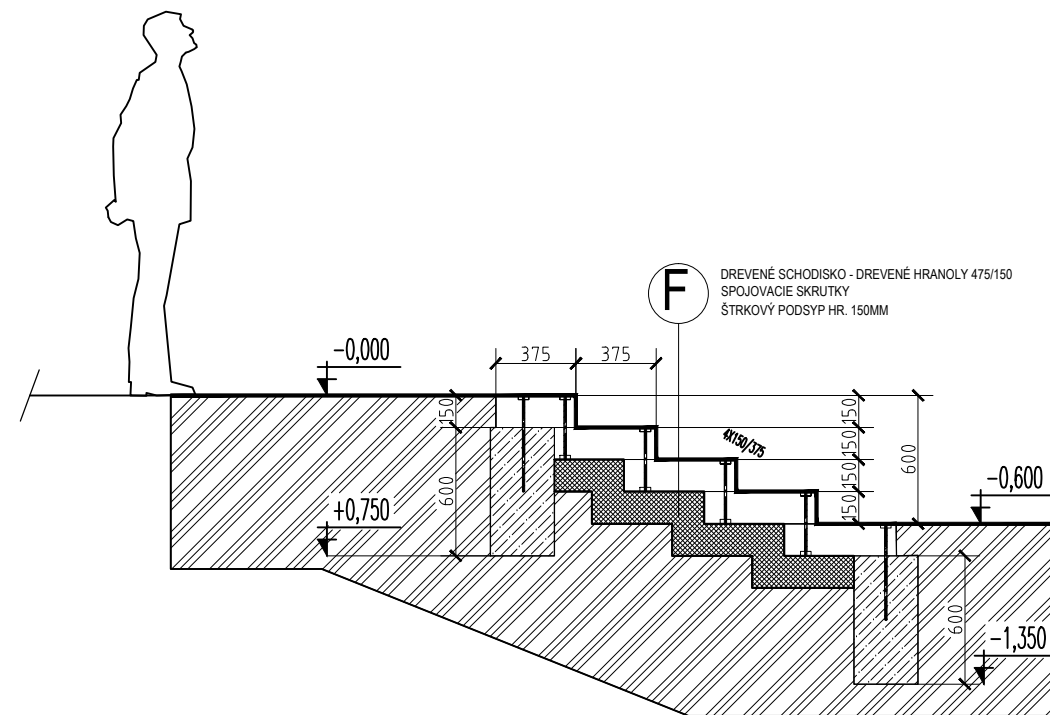 F
DREVENÉ SCHODISKO - DREVENÉ HRANOLY 475/150
SPOJOVACIE SKRUTKY
ŠTRKOVÝ PODSYP HR. 150MM
-0,000
375
375
150
150
150
150
150
4X150/375
600
600
-0,600
+0,750
600
-1,350